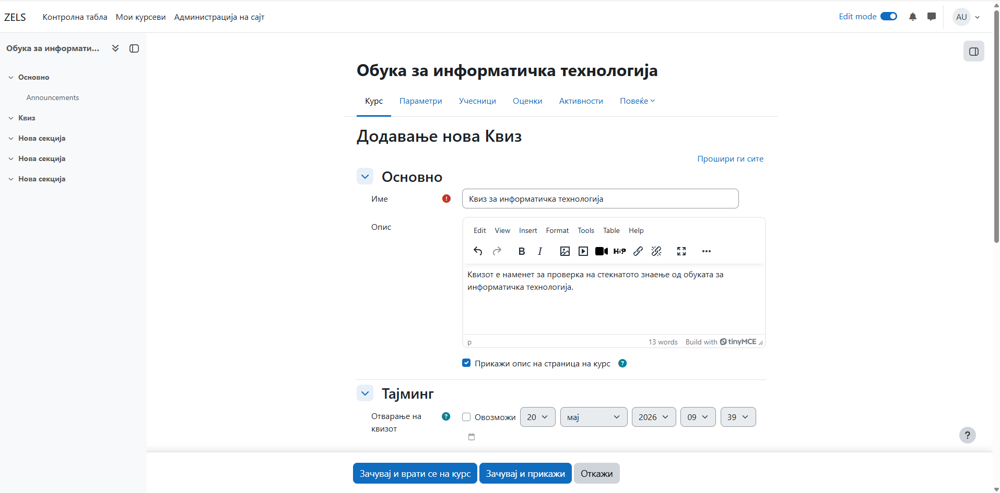 ZELS
Контролна табла
Мои курсеви
Администрација на сајт
Edit mode
AU
Обука за информати...
Основно
Announcements
Квиз
Нова секција
Нова секција
Нова секција
Обука за информатичка технологија
Курс
Параметри
Учесници
Оценки
Активности
Повеќе
Додавање нова Квиз
Прошири ги сите
Основно
Име
Квиз за информатичка технологија
Опис
Edit View Insert Format Tools Table Help
B I H5P
Квизот е наменет за проверка на стекнатото знаење од обуката за
информатичка технологија.
p
13 words
Build with tinyMCE
Прикажи опис на страница на курс ?
Тајминг
Отварање на
квизот
?
Овозможи 20 мај 2026 09 39
?
Зачувај и врати се на курс
Зачувај и прикажи
Откажи